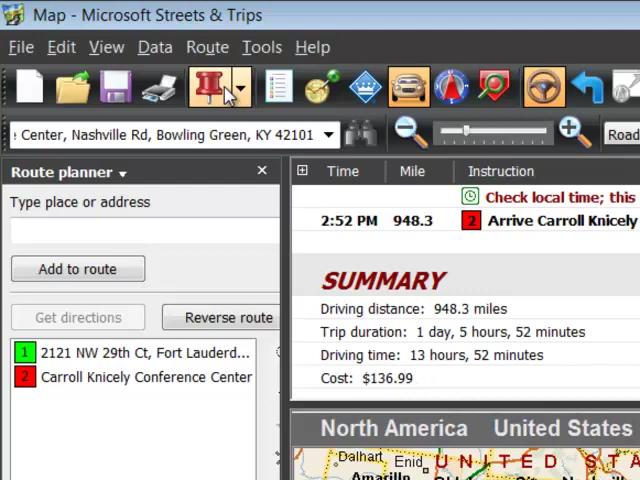 Map - Microsoft Streets & Trips
File Edit View Data Route Tools Help
Center, Nashville Rd, Bowling Green, KY 42101
Road
Route planner
Type place or address
Add to route
Get directions Reverse route
1 2121 NW 29th Ct, Fort Lauderd...
2 Carroll Knicely Conference Center
Time Mile Instruction
Check local time; this
2:52 PM 948.3 2 Arrive Carroll Knicely
SUMMARY
Driving distance: 948.3 miles
Trip duration: 1 day, 5 hours, 52 minutes
Driving time: 13 hours, 52 minutes
Cost: $136.99
North America United States
Dalhart Enid UNITED STA
Amarillo